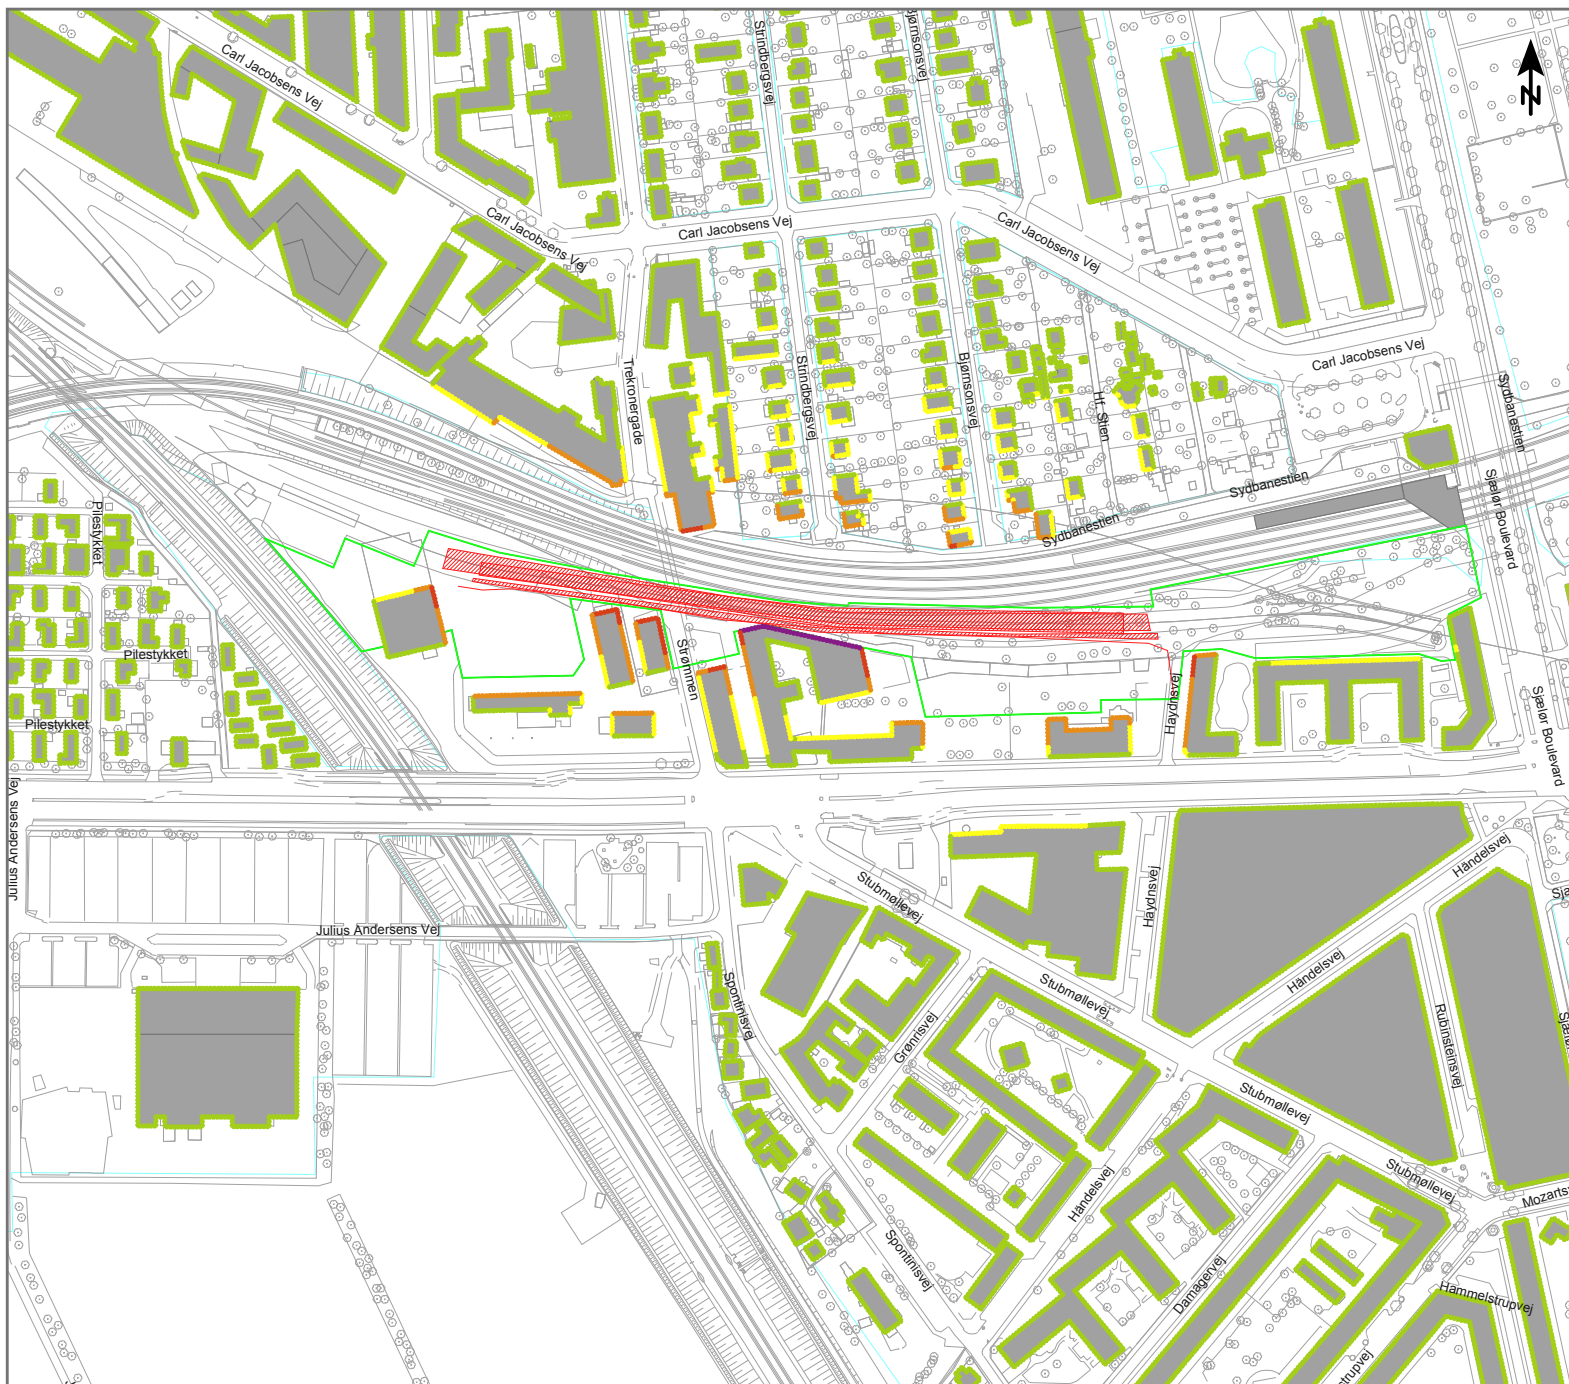 Carl Jacobsens Vej
Strindbergsvej
Bjørnsonsvej
N
Carl Jacobsens Vej
Carl Jacobsens Vej
Carl Jacobsens Vej
Carl Jacobsens Vej
Trekronergade
Strindbergsvej
Bjørnsonsvej
Hf. Stien
Sydbanestien
Sydbanestien
Sydbanestien
Sjælør Boulevard
Pilestykket
Pilestykket
Pilestykket
Strømmen
Haydnsvej
Sjælør Boulevard
Julius Andersens Vej
Julius Andersens Vej
Stubmøllevej
Haydnsvej
Händelsvej
Händelsvej
Spontinisvej
Stubmøllevej
Grønrisvej
Rubinsteinsvej
Stubmøllevej
Stubmøllevej
Händelsvej
Spontinisvej
Damagervej
Hammelstrupvej